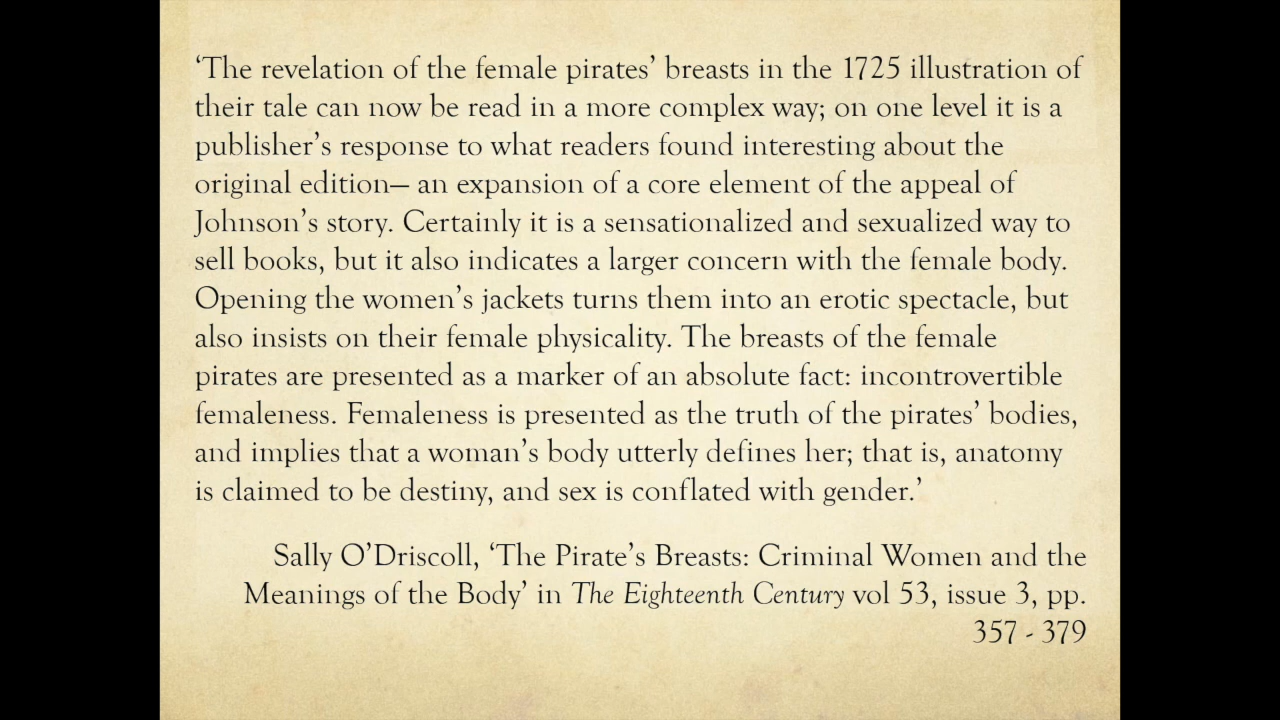 ‘The revelation of the female pirates’ breasts in the 1725 illustration of
their tale can now be read in a more complex way; on one level it is a
publisher’s response to what readers found interesting about the
original edition– an expansion of a core element of the appeal of
Johnson’s story. Certainly it is a sensationalized and sexualized way to
sell books, but it also indicates a larger concern with the female body.
Opening the women’s jackets turns them into an erotic spectacle, but
also insists on their female physicality. The breasts of the female
pirates are presented as a marker of an absolute fact: incontrovertible
femaleness. Femaleness is presented as the truth of the pirates’ bodies,
and implies that a woman’s body utterly defines her; that is, anatomy
is claimed to be destiny, and sex is conflated with gender.’
Sally O’Driscoll, ‘The Pirate’s Breasts: Criminal Women and the
Meanings of the Body’ in The Eighteenth Century vol 53, issue 3, pp.
357 - 379